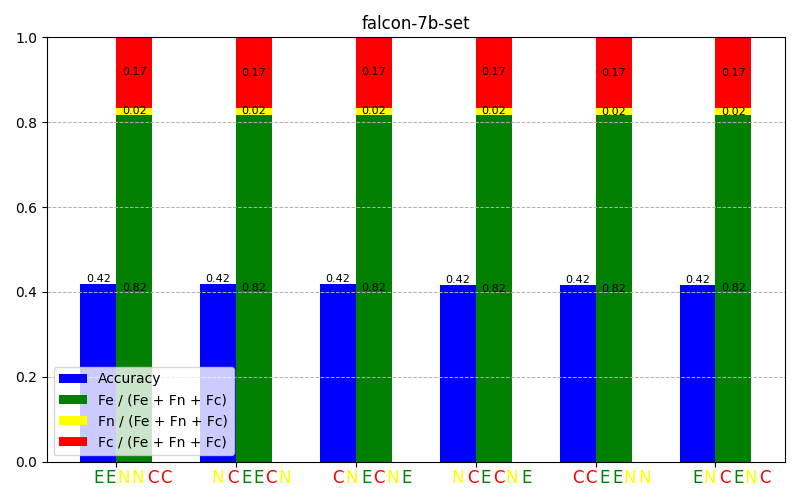 falcon-7b-set
1.0
0.8
0.6
0.4
0.2
0.0
0.17 0.17 0.17 0.17 0.17 0.17
0.02 0.02 0.02 0.02 0.02 0.02
0.42 0.42 0.42 0.42 0.42 0.42
0.82 0.82 0.82 0.82 0.82 0.82
Accuracy
Fe / (Fe + Fn + Fc)
Fn / (Fe + Fn + Fc)
Fc / (Fe + Fn + Fc)
EENNCC NCEECN CNECNE NCECNE CCEENN ENCENC